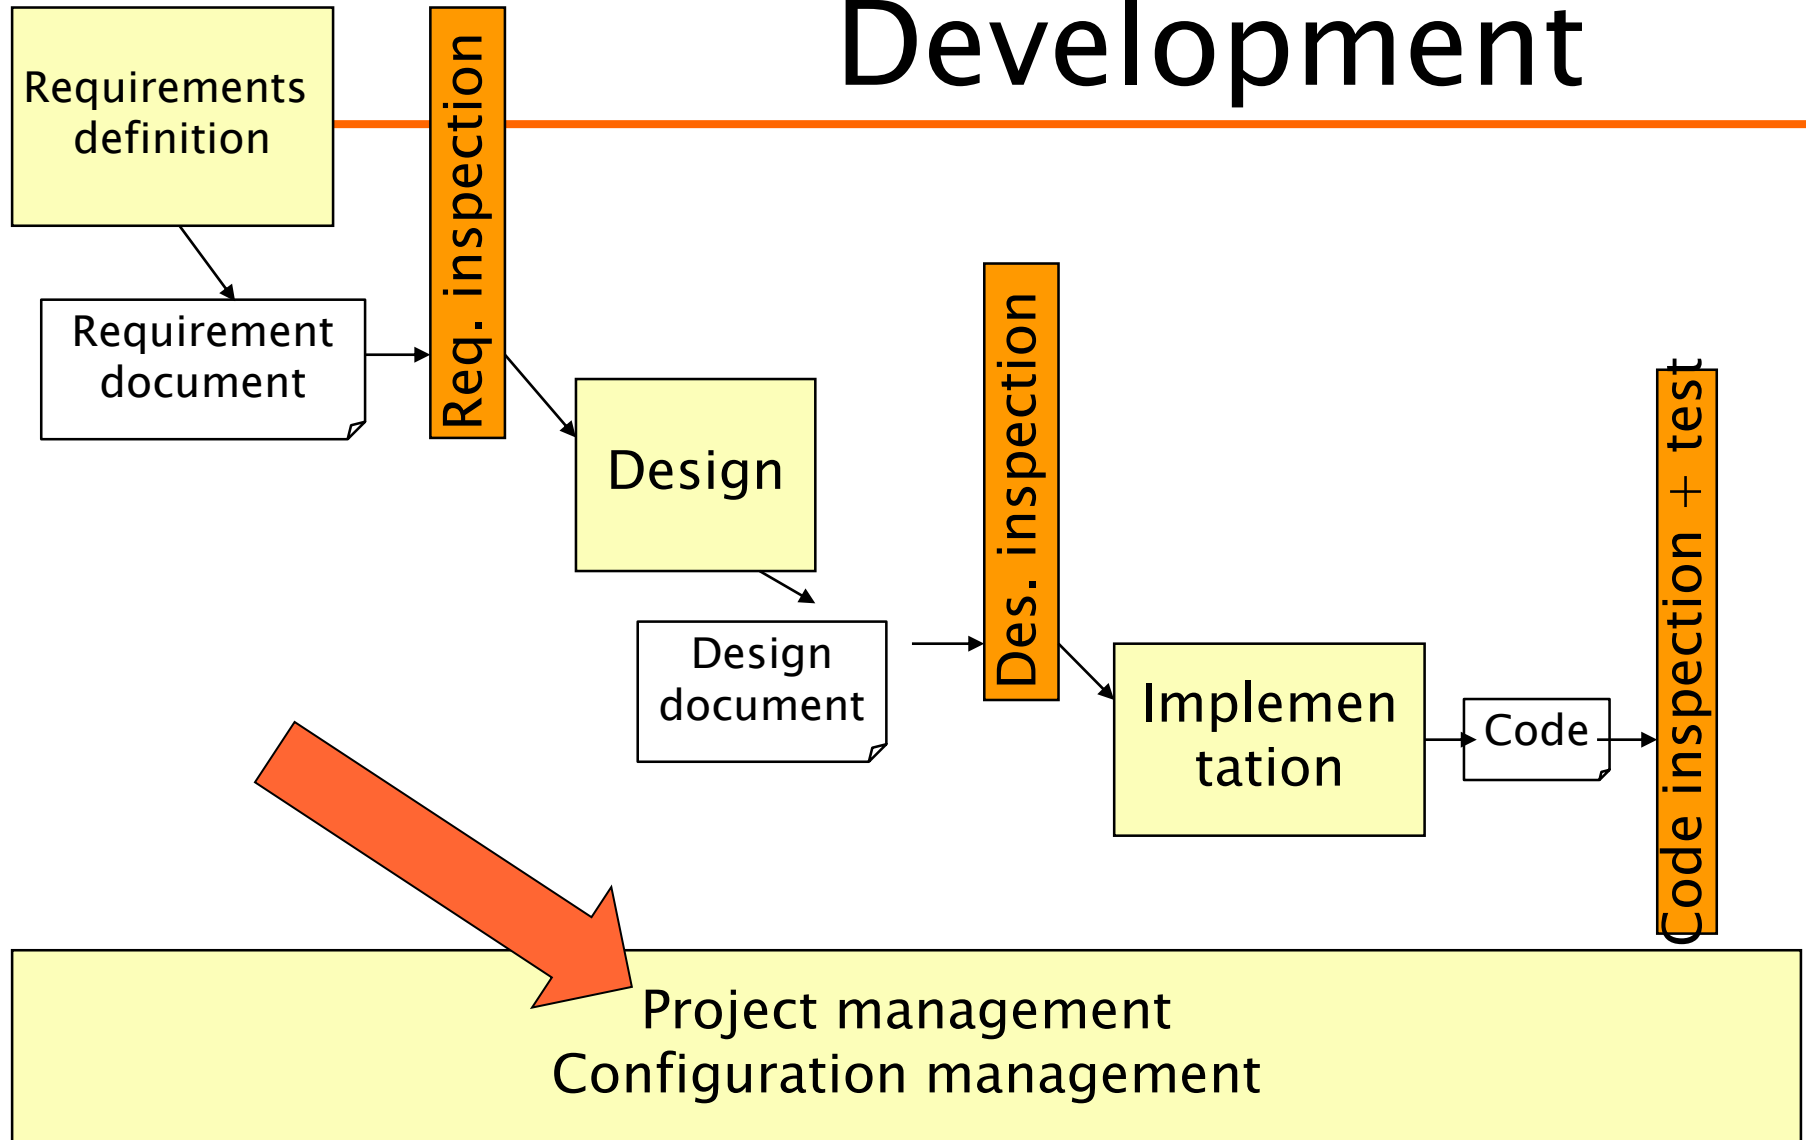 Development
Requirements
definition
Req. inspection
Requirement
document
Design
Des. inspection
Design
document
Implemen
tation
Code
Code inspection + test
Project management
Configuration management